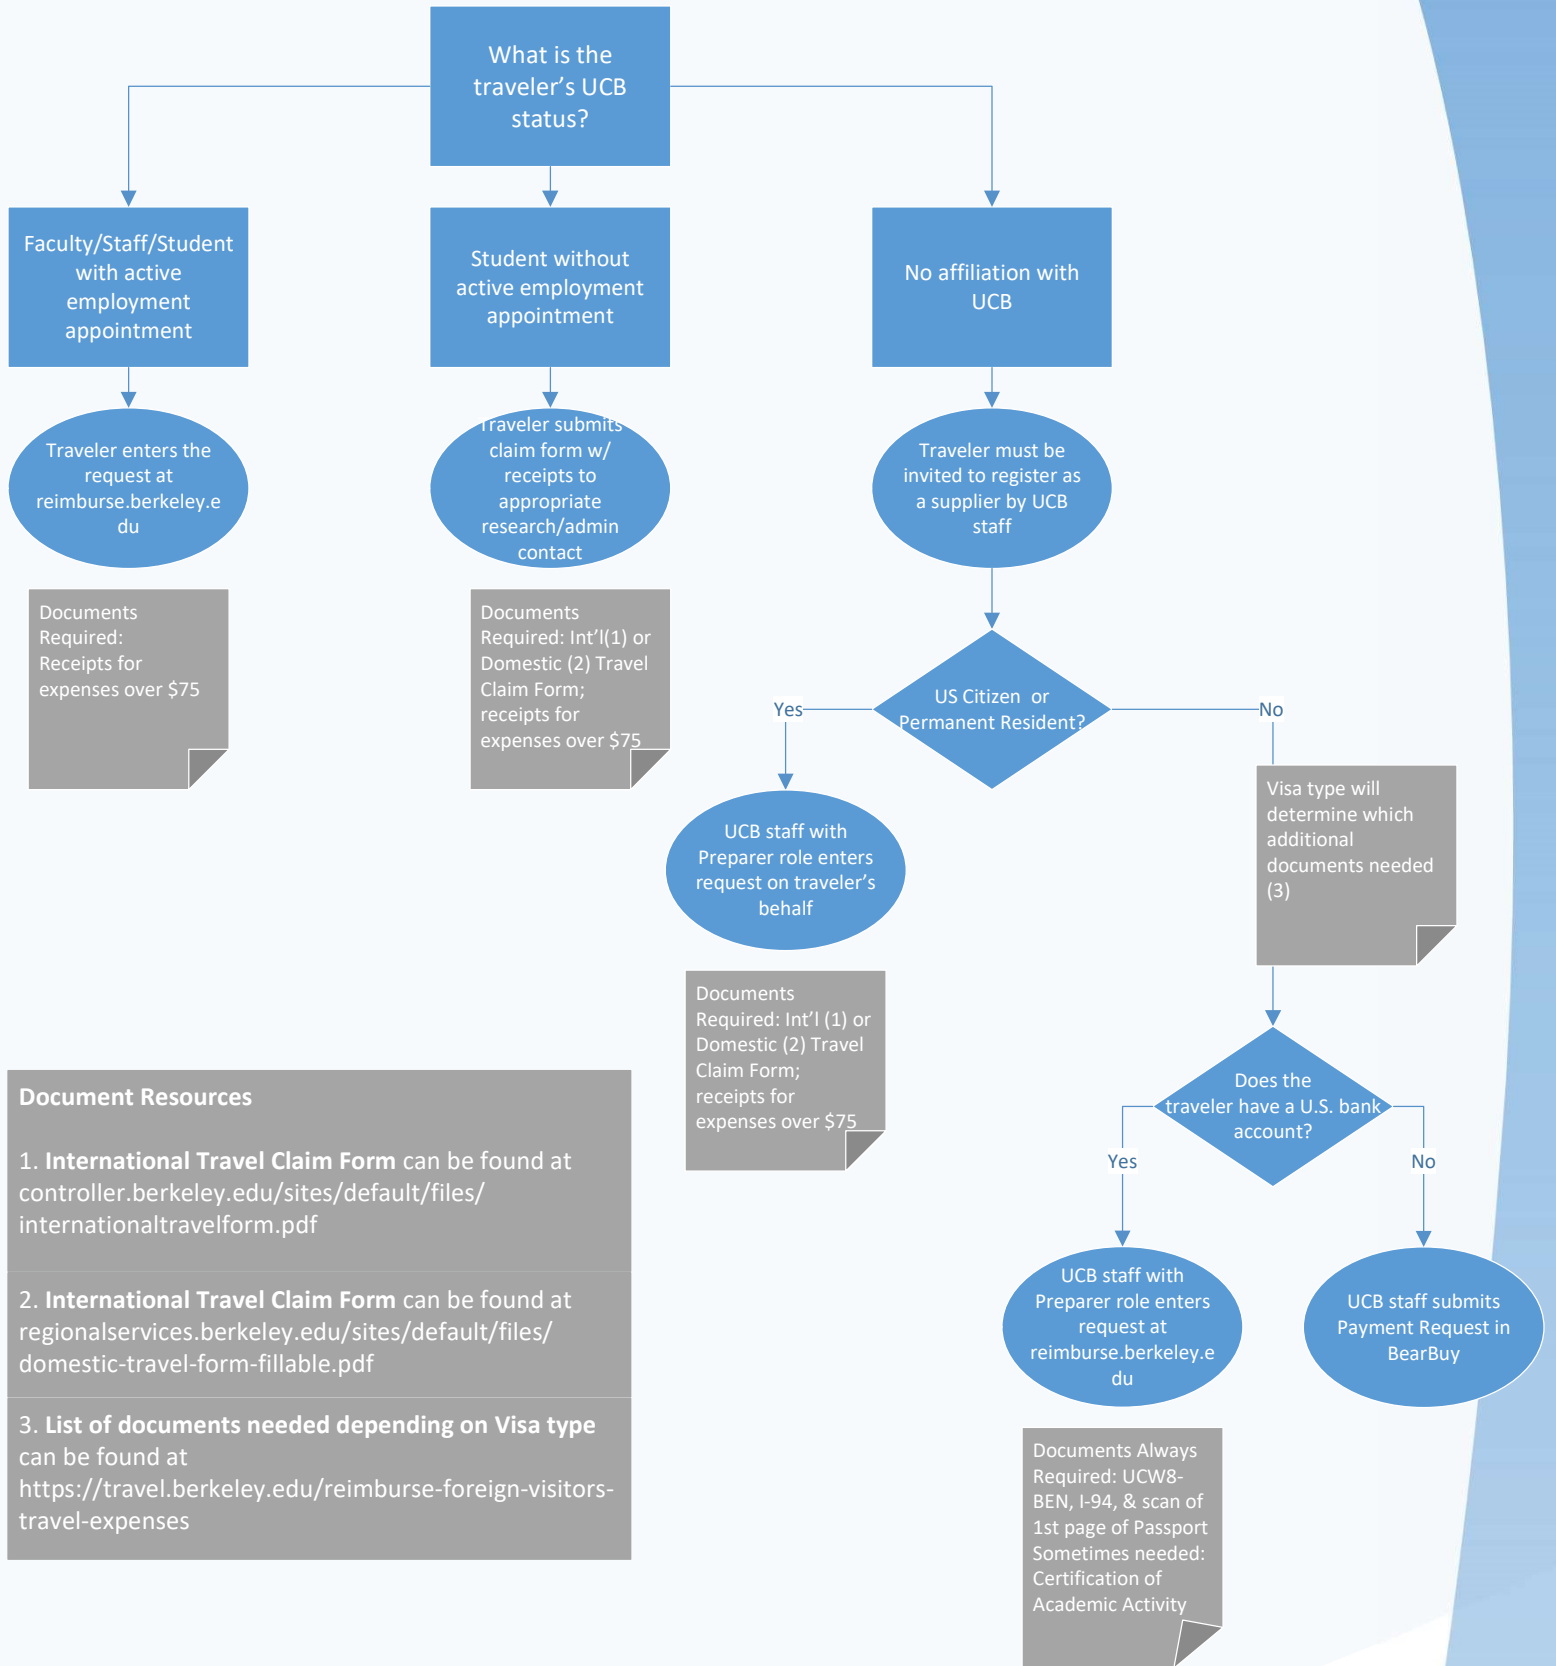 What is the
traveler's UCB
status?
Faculty/Staff/Student
with active
employment
appointment
Student without
active employment
appointment
No affiliation with
UCB
Traveler enters the
request at
reimburse.berkeley.e
du
Traveler submits
claim form w/
receipts to
appropriate
research/admin
contact
Traveler must be
invited to register as
a supplier by UCB
staff
Documents
Required:
Receipts for
expenses over $75
Documents
Required: Int'l(1) or
Domestic (2) Travel
Claim Form;
receipts for
expenses over $75
US Citizen or
Permanent Resident?
Yes
No
UCB staff with
Preparer role enters
request on traveler's
behalf
Visa type will
determine which
additional
documents needed
(3)
Documents
Required: Int'l (1) or
Domestic (2) Travel
Claim Form;
receipts for
expenses over $75
Does the
traveler have a U.S. bank
account?
Yes
No
UCB staff with
Preparer role enters
request at
reimburse.berkeley.e
du
UCB staff submits
Payment Request in
BearBuy
Documents Always
Required: UCW8-
BEN, I-94, & scan of
1st page of Passport
Sometimes needed:
Certification of
Academic Activity
Document Resources
1. International Travel Claim Form can be found at
controller.berkeley.edu/sites/default/files/
internationaltravelform.pdf
2. International Travel Claim Form can be found at
regionalservices.berkeley.edu/sites/default/files/
domestic-travel-form-fillable.pdf
3. List of documents needed depending on Visa type
can be found at
https://travel.berkeley.edu/reimburse-foreign-visitors-
travel-expenses